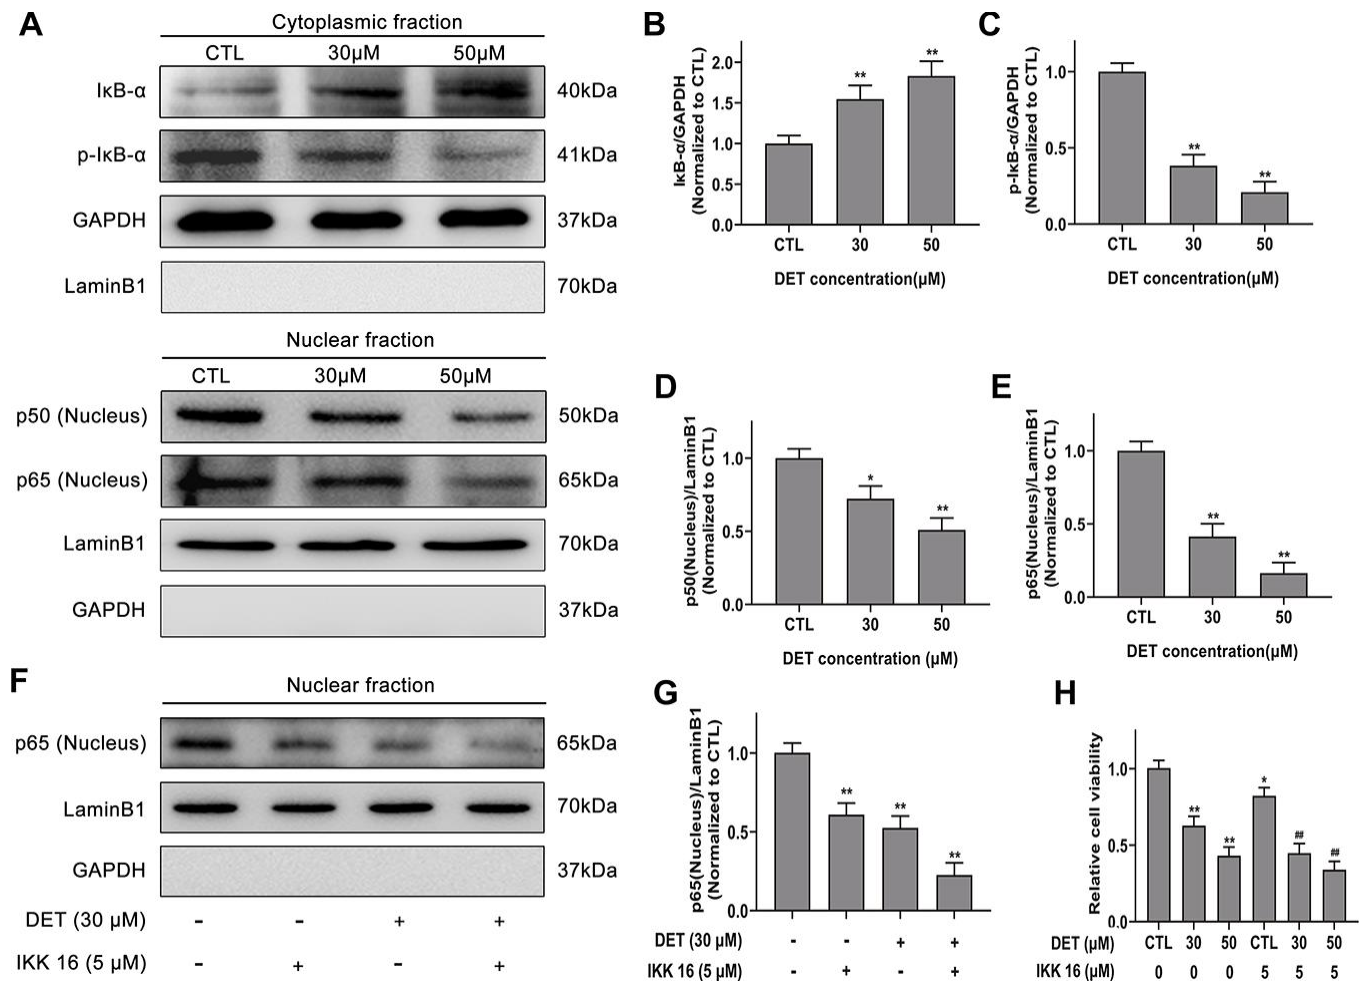 A
Cytoplasmic fraction
CTL 30μM 50μM
IκB-α 40kDa
p-IκB-α 41kDa
GAPDH 37kDa
LaminB1 70kDa
Nuclear fraction
CTL 30μM 50μM
p50 (Nucleus) 50kDa
p65 (Nucleus) 65kDa
LaminB1 70kDa
GAPDH 37kDa
B
IκB-α/GAPDH
(Normalized to CTL)
2.0
1.5
1.0
0.5
0.0
** **
CTL 30 50
DET concentration(μM)
C
p-IκB-α/GAPDH
(Normalized to CTL)
1.0
0.5
0.0
** **
CTL 30 50
DET concentration(μM)
D
p50(Nucleus)/LaminB1
(Normalized to CTL)
1.0
0.5
0.0
* **
CTL 30 50
DET concentration (μM)
E
p65(Nucleus)/LaminB1
(Normalized to CTL)
1.0
0.5
0.0
** **
CTL 30 50
DET concentration(μM)
F
Nuclear fraction
p65 (Nucleus) 65kDa
LaminB1 70kDa
GAPDH 37kDa
DET (30 μM) - - + +
IKK 16 (5 μM) - + - +
G
p65(Nucleus)/LaminB1
(Normalized to CTL)
1.0
0.5
0.0
** ** **
DET (30 μM) - - + +
IKK 16 (5 μM) - + - +
H
Relative cell viability
1.0
0.5
0.0
** ** * ## ##
DET (μM) CTL 30 50 CTL 30 50
IKK 16 (μM) 0 0 0 5 5 5